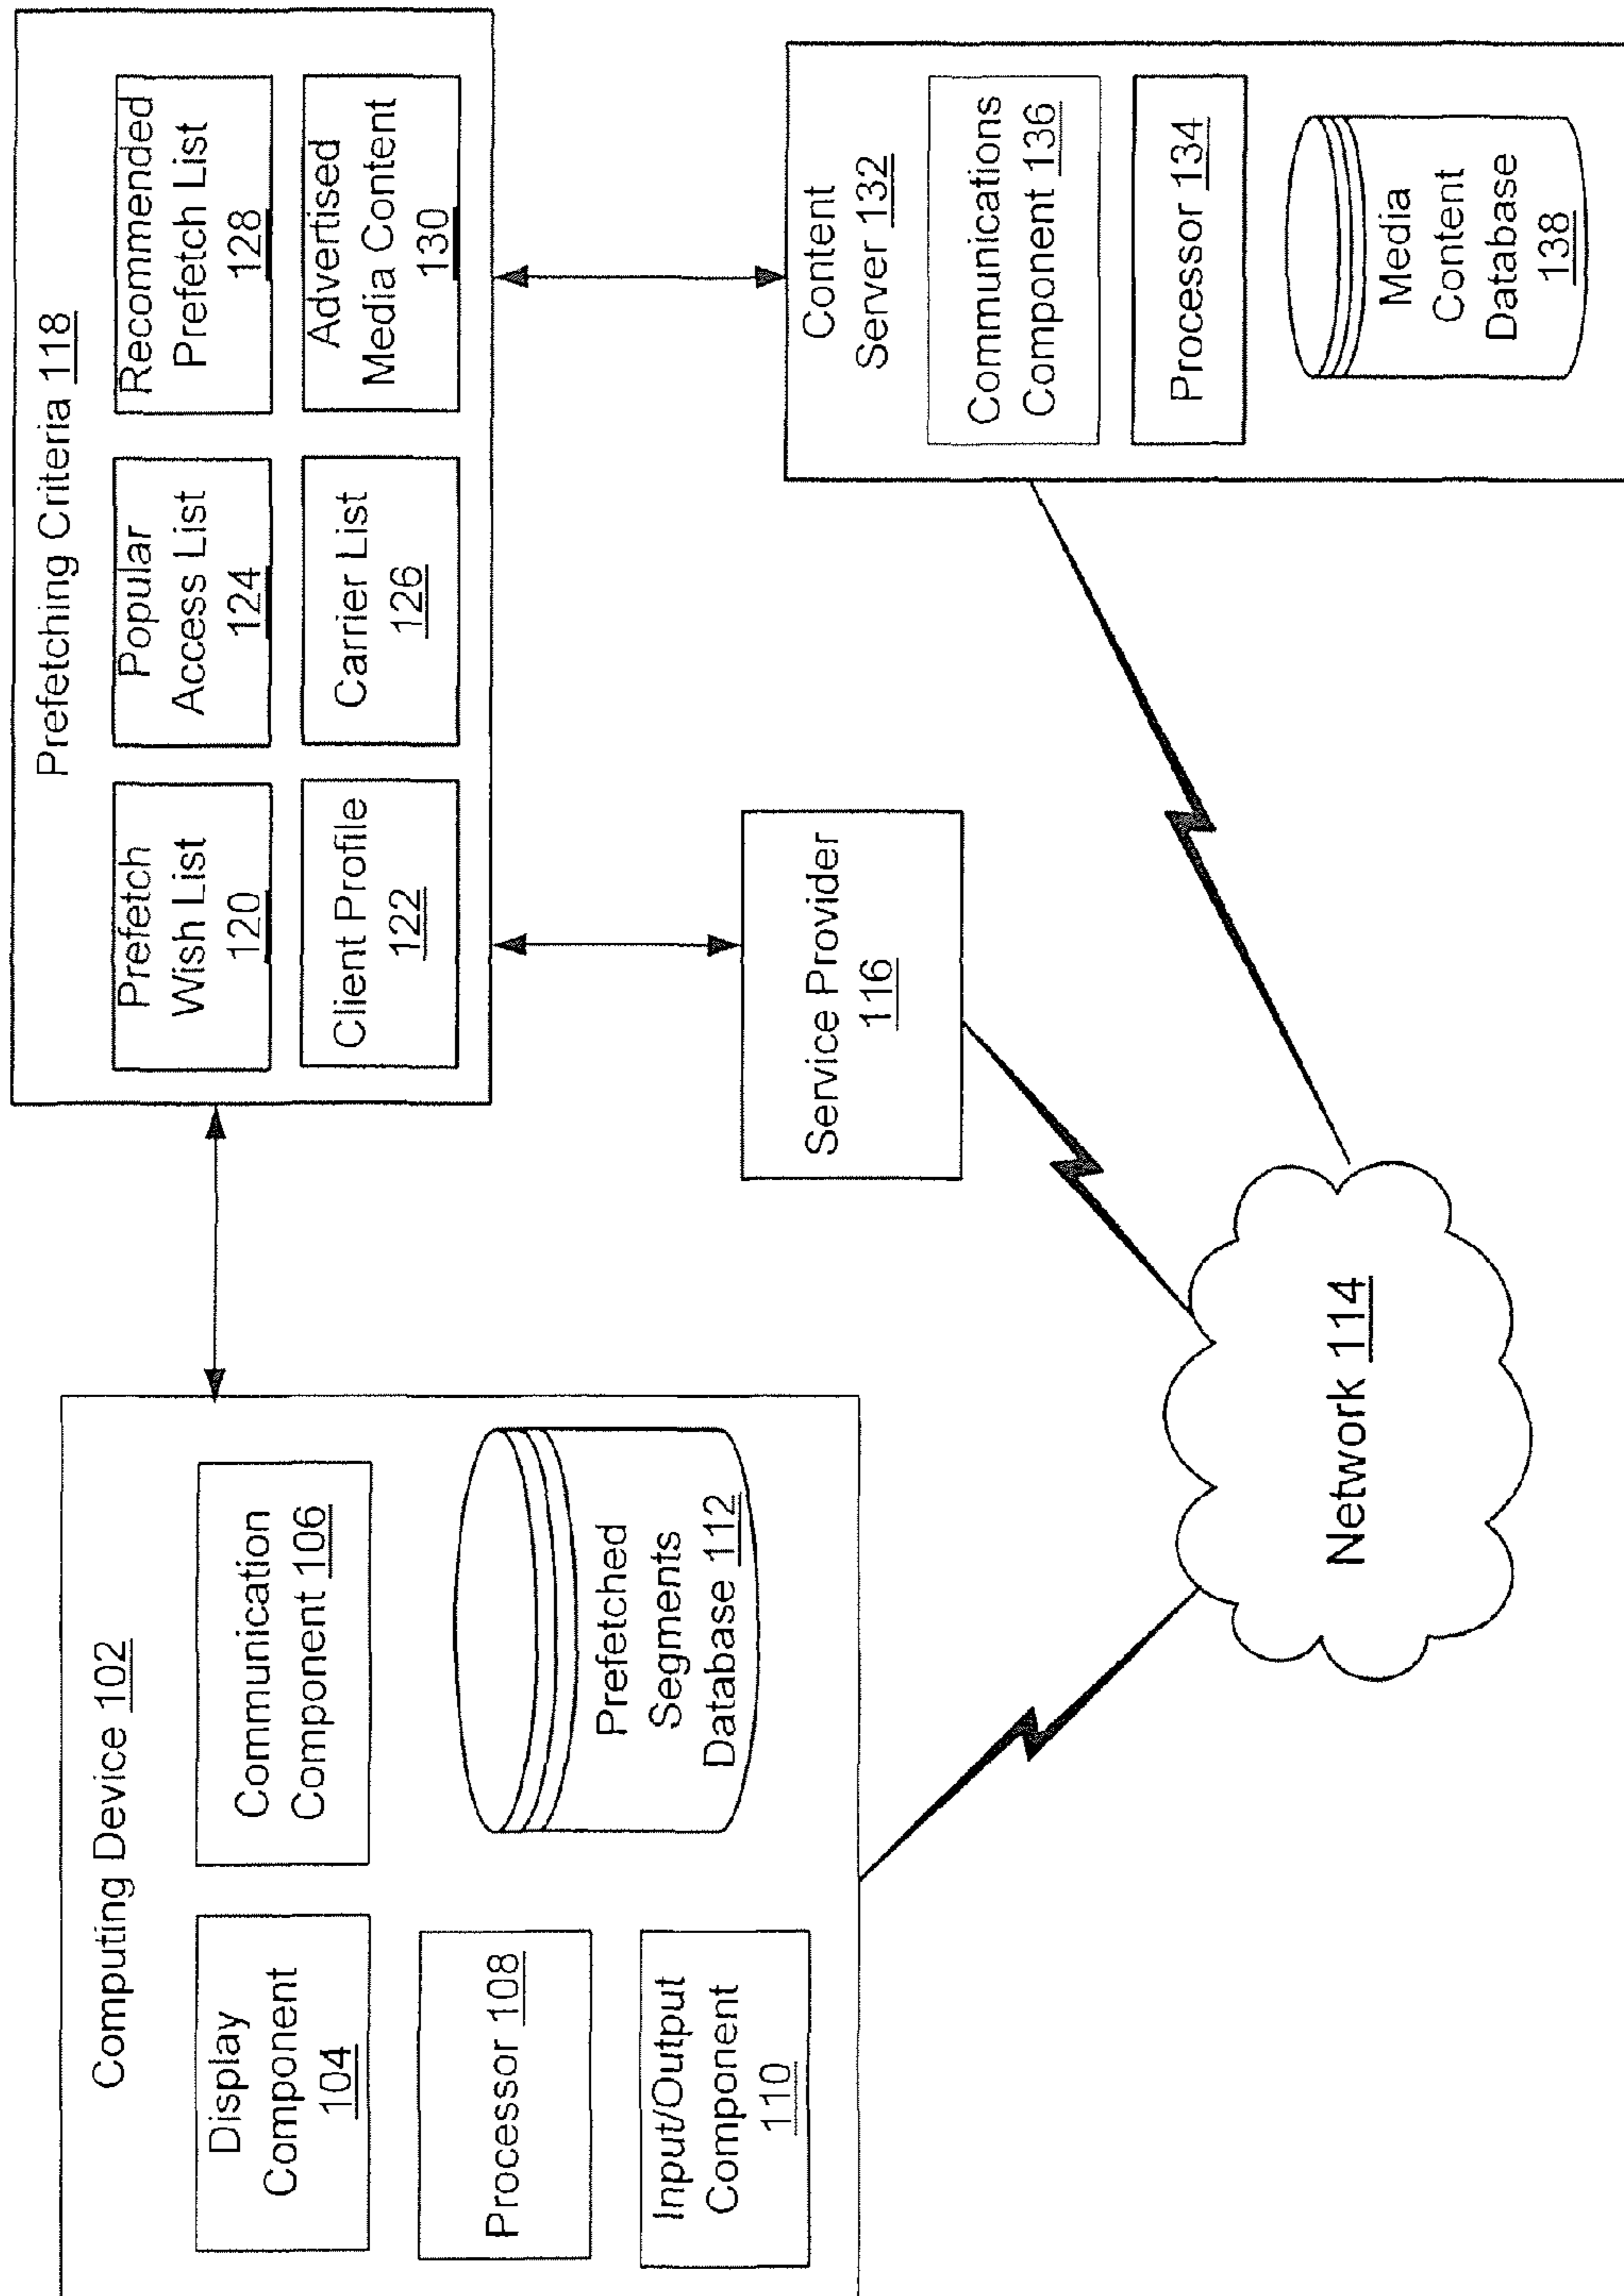 Computing Device 102
Display
Component
104
Communication
Component 106
Processor 108
Input/Output
Component
110
Prefetched
Segments
Database 112
Prefetching Criteria 118
Prefetch
Wish List
120
Popular
Access List
124
Recommended
Prefetch List
128
Client Profile
122
Carrier List
126
Advertised
Media Content
130
Service Provider
116
Network 114
Content
Server 132
Communications
Component 136
Processor 134
Media
Content
Database
138